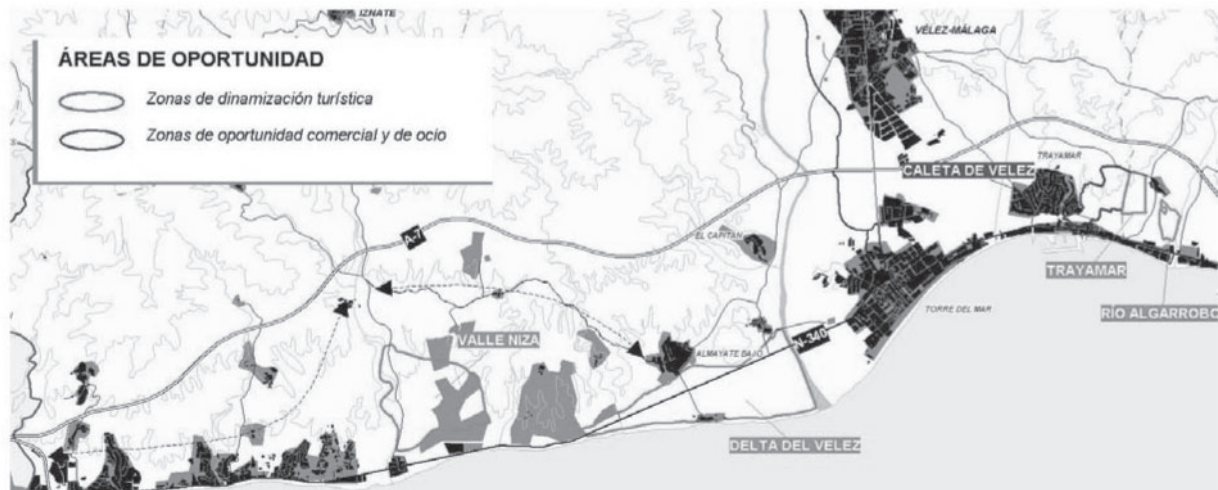 IZNATE
ÁREAS DE OPORTUNIDAD
Zonas de dinamización turística
Zonas de oportunidad comercial y de ocio
VÉLEZ-MÁLAGA
TRAYAMAR
CALETA DE VELEZ
A-7
EL CAPITAN
TRAYAMAR
RÍO ALGARROBO
TORRE DEL MAR
N-340
VALLE NIZA
ALMAYATE BAJO
DELTA DEL VELEZ